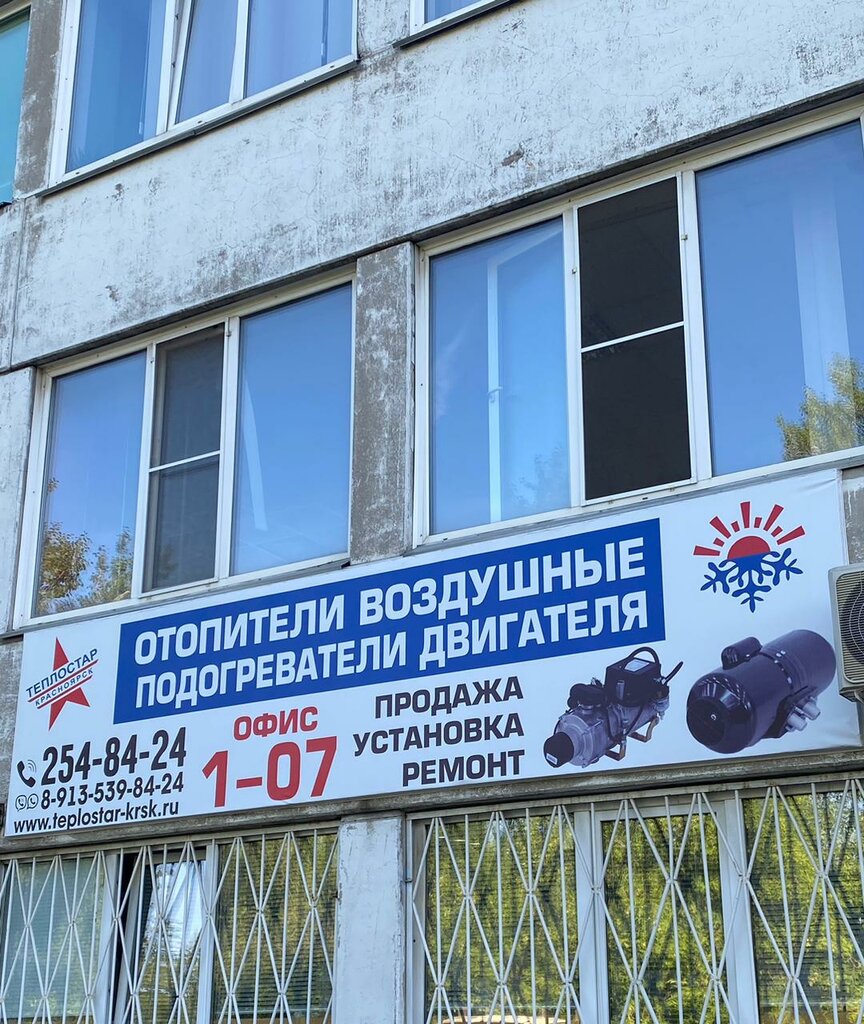 ТЕПЛОСТАР
КРАСНОЯРСК
ОТОПИТЕЛИ ВОЗДУШНЫЕ
ПОДОГРЕВАТЕЛИ ДВИГАТЕЛЯ
254-84-24
8-913-539-84-24
www.teplostar-krsk.ru
ОФИС
1-07
ПРОДАЖА
УСТАНОВКА
РЕМОНТ